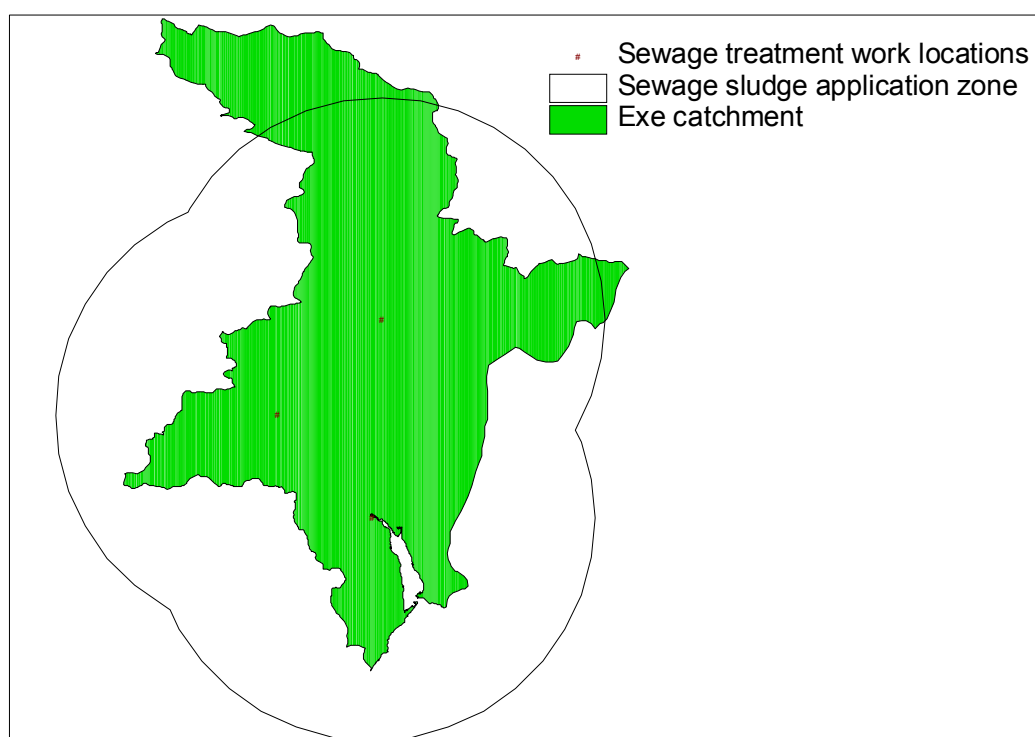 # Sewage treatment work locations
Sewage sludge application zone
Exe catchment
#
#
#